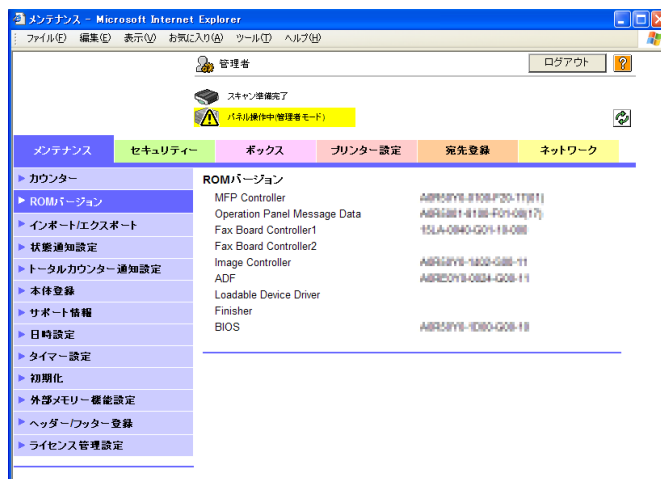 メンテナンス - Microsoft Internet Explorer
ファイル(F) 編集(E) 表示(V) お気に入り(A) ツール(T) ヘルプ(H)
管理者
ログアウト
?
スキャン準備完了
パネル操作中(管理者モード)
メンテナンス セキュリティー ボックス プリンター設定 宛先登録 ネットワーク
カウンター
ROMバージョン
インポート/エクスポート
状態通知設定
トータルカウンター通知設定
本体登録
サポート情報
日時設定
タイマー設定
初期化
外部メモリー機能設定
ヘッダー/フッター登録
ライセンス管理設定
ROMバージョン
MFP Controller
Operation Panel Message Data
Fax Board Controller1
Fax Board Controller2
Image Controller
ADF
Loadable Device Driver
Finisher
BIOS